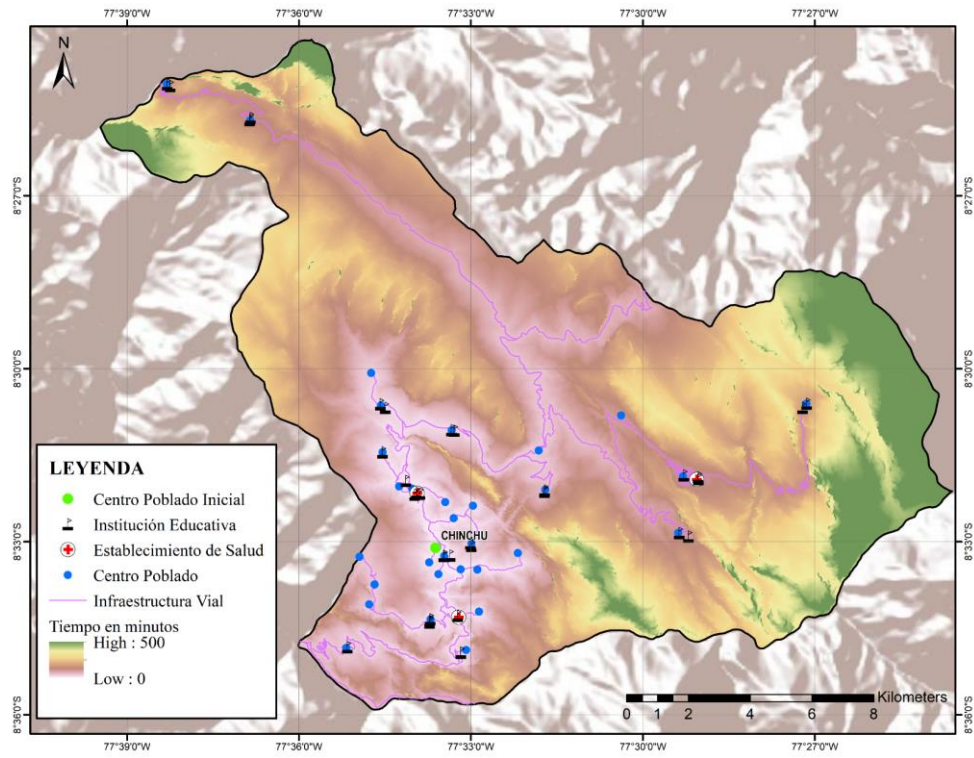 77°39'0"W 77°36'0"W 77°33'0"W 77°30'0"W 77°27'0"W
N
8°27'0"S 8°27'0"S
8°30'0"S 8°30'0"S
8°33'0"S 8°33'0"S
8°36'0"S 8°36'0"S
CHINCHU
LEYENDA
Centro Poblado Inicial
Institución Educativa
Establecimiento de Salud
Centro Poblado
Infraestructura Vial
Tiempo en minutos
High : 500
Low : 0
Kilometers
0 1 2 4 6 8
77°39'0"W 77°36'0"W 77°33'0"W 77°30'0"W 77°27'0"W